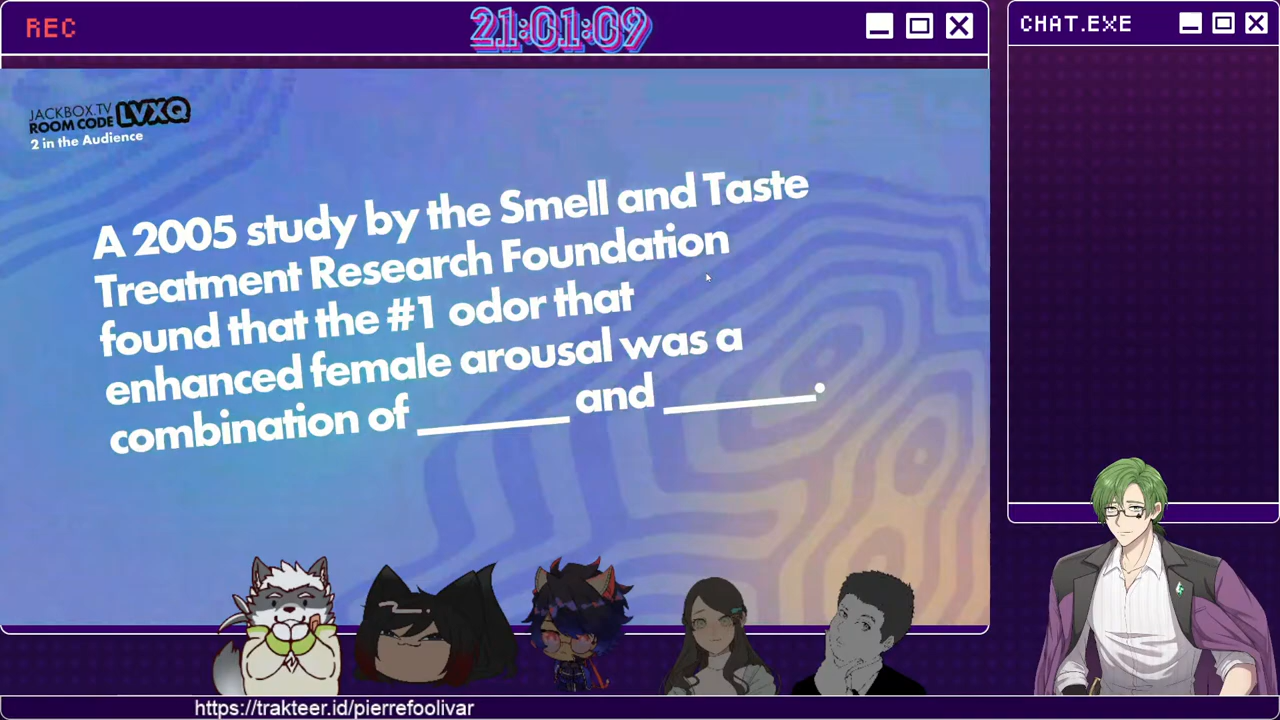 REC
21:01:09
CHAT.EXE
JACKBOX.TV
ROOM CODE LVXQ
2 in the Audience
A 2005 study by the Smell and Taste
Treatment Research Foundation
found that the #1 odor that
enhanced female arousal was a
combination of ________ and ________.
https://trakteer.id/pierrefoolivar